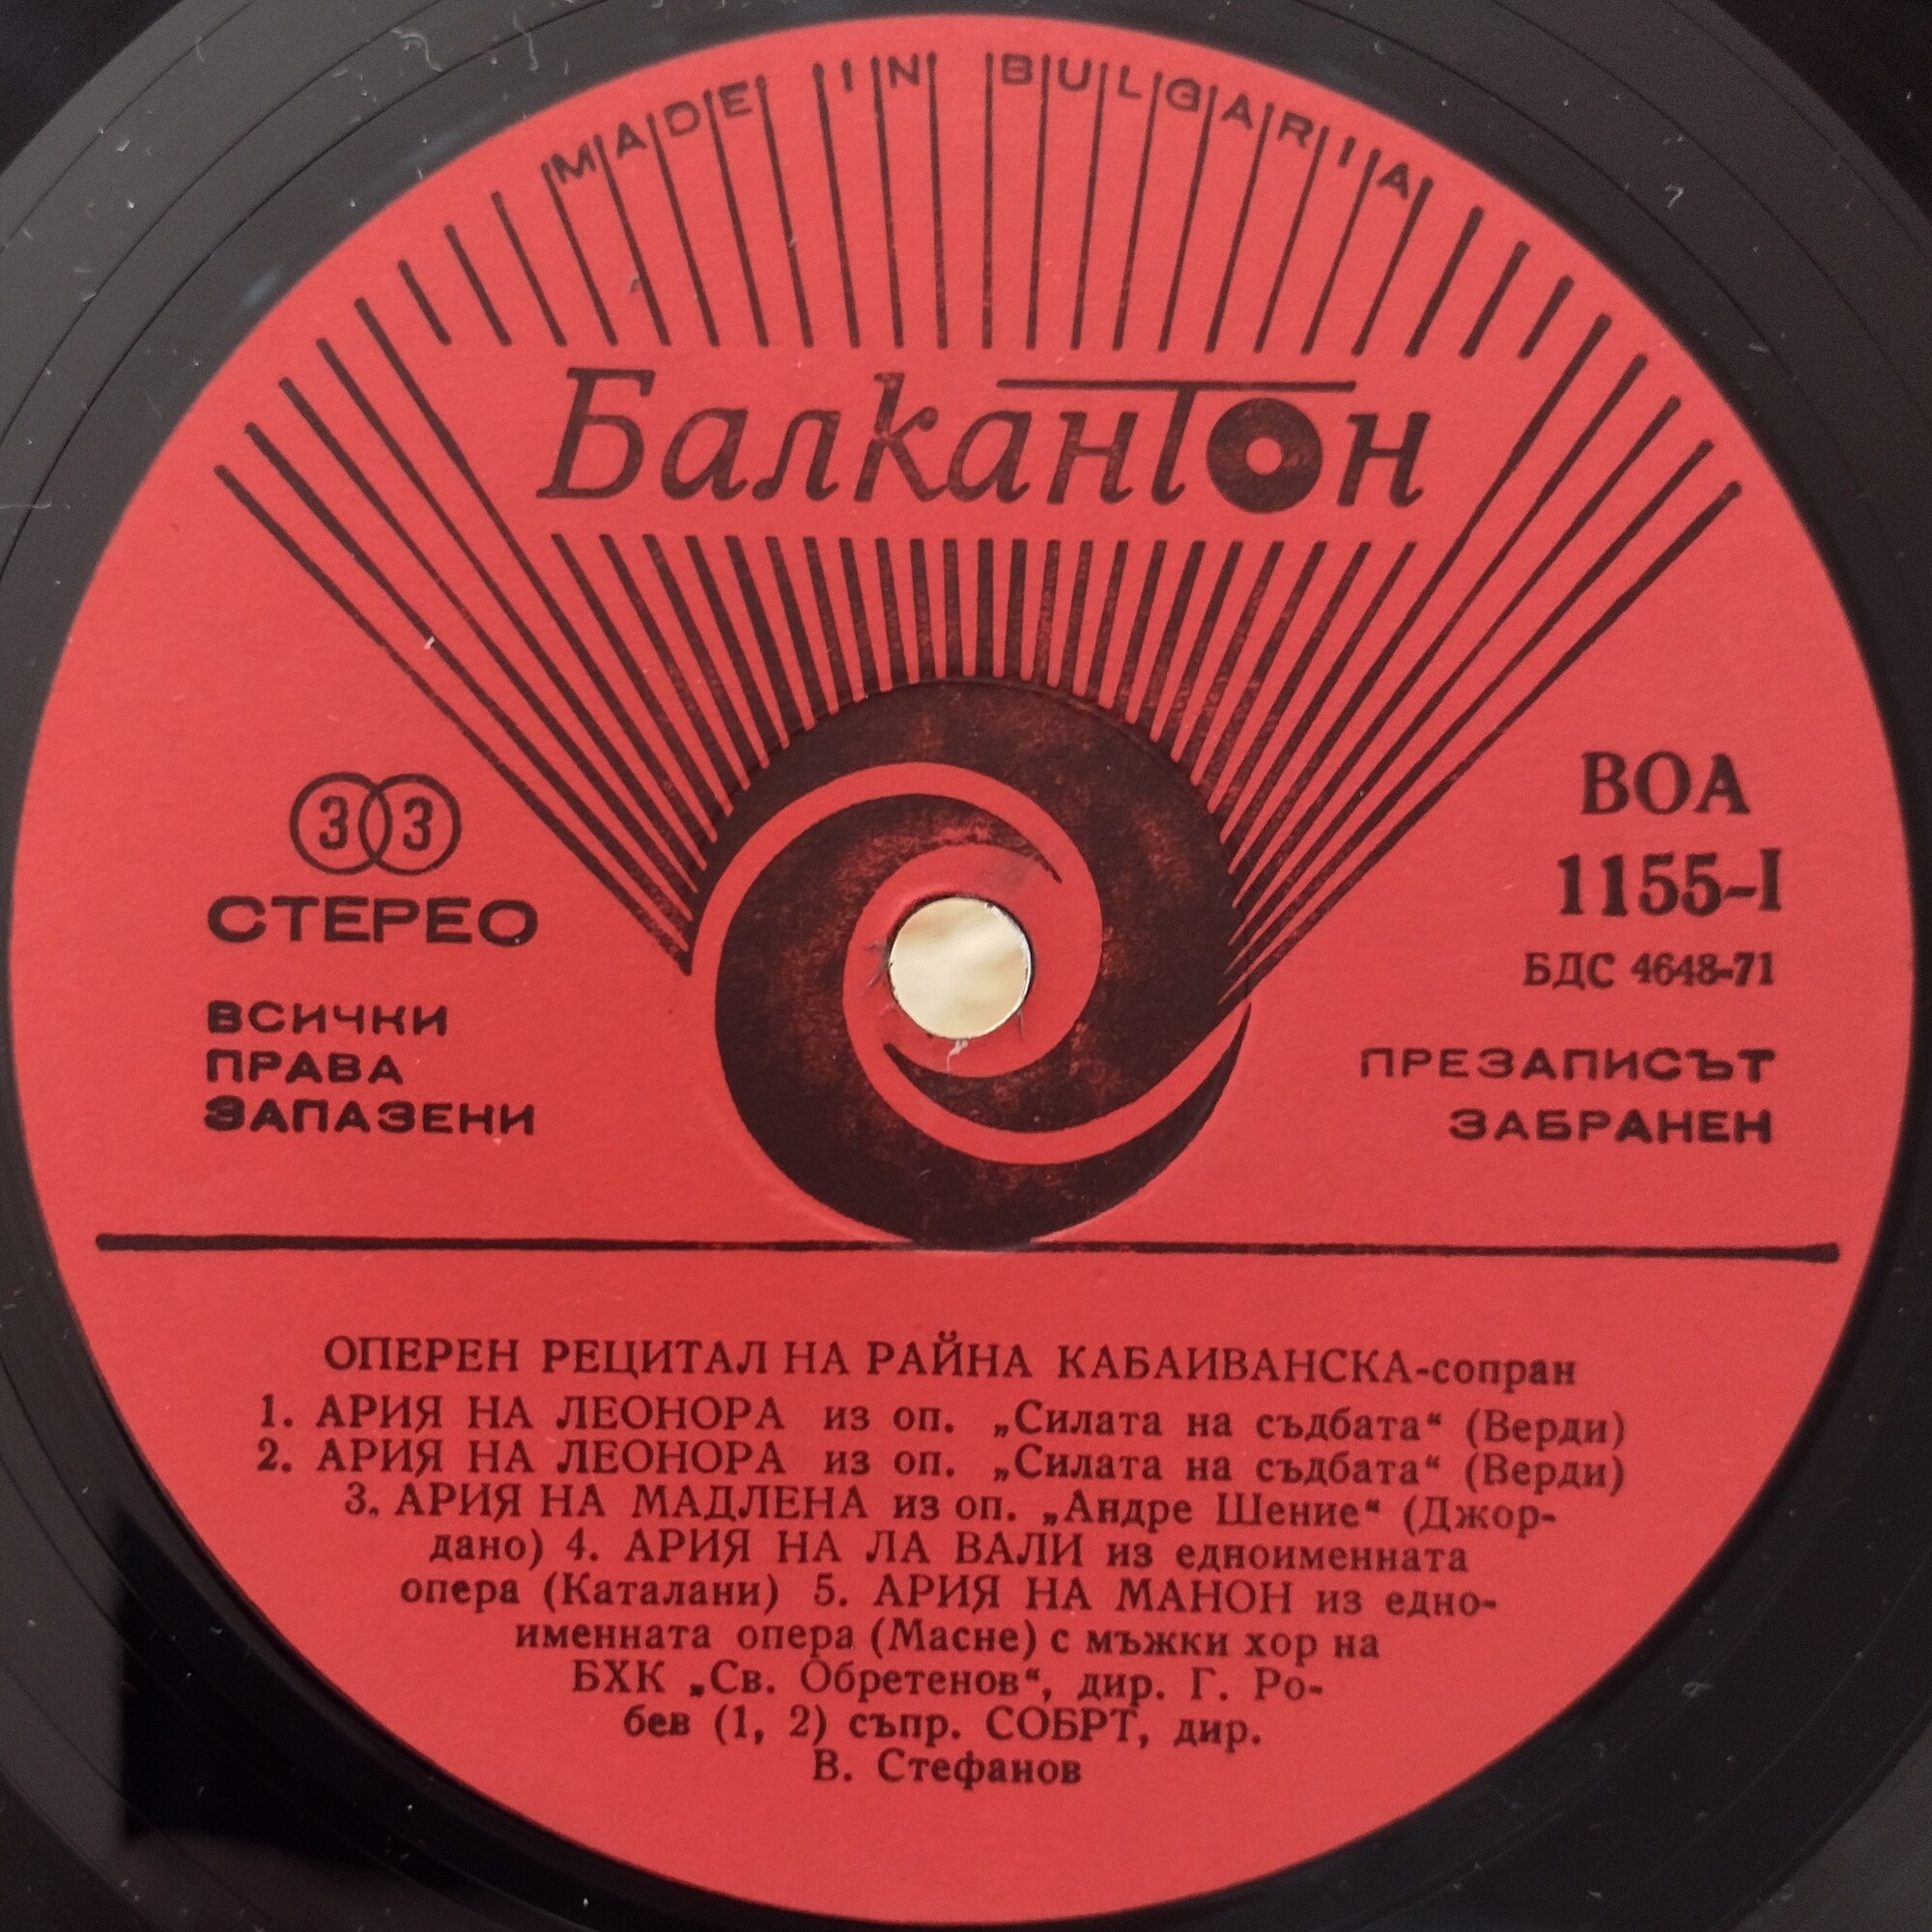 MADE IN BULGARIA
Балкантон
33
СТЕРЕО
ВСИЧКИ
ПРАВА
ЗАПАЗЕНИ
ВОА
1155-I
БДС 4648-71
ПРЕЗАПИСЪТ
ЗАБРАНЕН
ОПЕРЕН РЕЦИТАЛ НА РАЙНА КАБАИВАНСКА-сопран
1. АРИЯ НА ЛЕОНОРА из оп. „Силата на съдбата“ (Верди)
2. АРИЯ НА ЛЕОНОРА из оп. „Силата на съдбата“ (Верди)
3. АРИЯ НА МАДЛЕНА из оп. „Андре Шение“ (Джор-
дано) 4. АРИЯ НА ЛА ВАЛИ из едноименната
опера (Каталани) 5. АРИЯ НА МАНОН из едно-
именната опера (Масне) с мъжки хор на
БХК „Св. Обретенов“, дир. Г. Ро-
бев (1, 2) съпр. СОБРТ, дир.
В. Стефанов